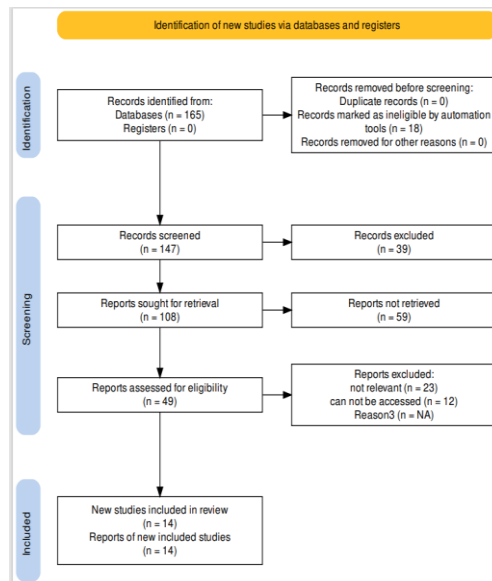 Identification of new studies via databases and registers
Identification
Records identified from:
Databases (n = 165)
Registers (n = 0)
Records removed before screening:
Duplicate records (n = 0)
Records marked as ineligible by automation
tools (n = 18)
Records removed for other reasons (n = 0)
Screening
Records screened
(n = 147)
Records excluded
(n = 39)
Reports sought for retrieval
(n = 108)
Reports not retrieved
(n = 59)
Reports assessed for eligibility
(n = 49)
Reports excluded:
not relevant (n = 23)
can not be accessed (n = 12)
Reason3 (n = NA)
Included
New studies included in review
(n = 14)
Reports of new included studies
(n = 14)